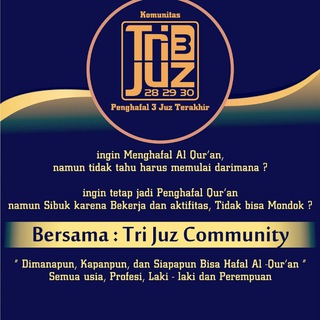 Komunitas
Tri 3
Juz
28 29 30
Penghafal 3 Juz Terakhir
ingin Menghafal Al Qur'an,
namun tidak tahu harus memulai darimana ?
ingin tetap jadi Penghafal Qur'an
namun Sibuk karena Bekerja dan aktifitas, Tidak bisa Mondok ?
Bersama : Tri Juz Community
" Dimanapun, Kapanpun, dan Siapapun Bisa Hafal Al -Qur'an "
Semua usia, Profesi, Laki - laki dan Perempuan